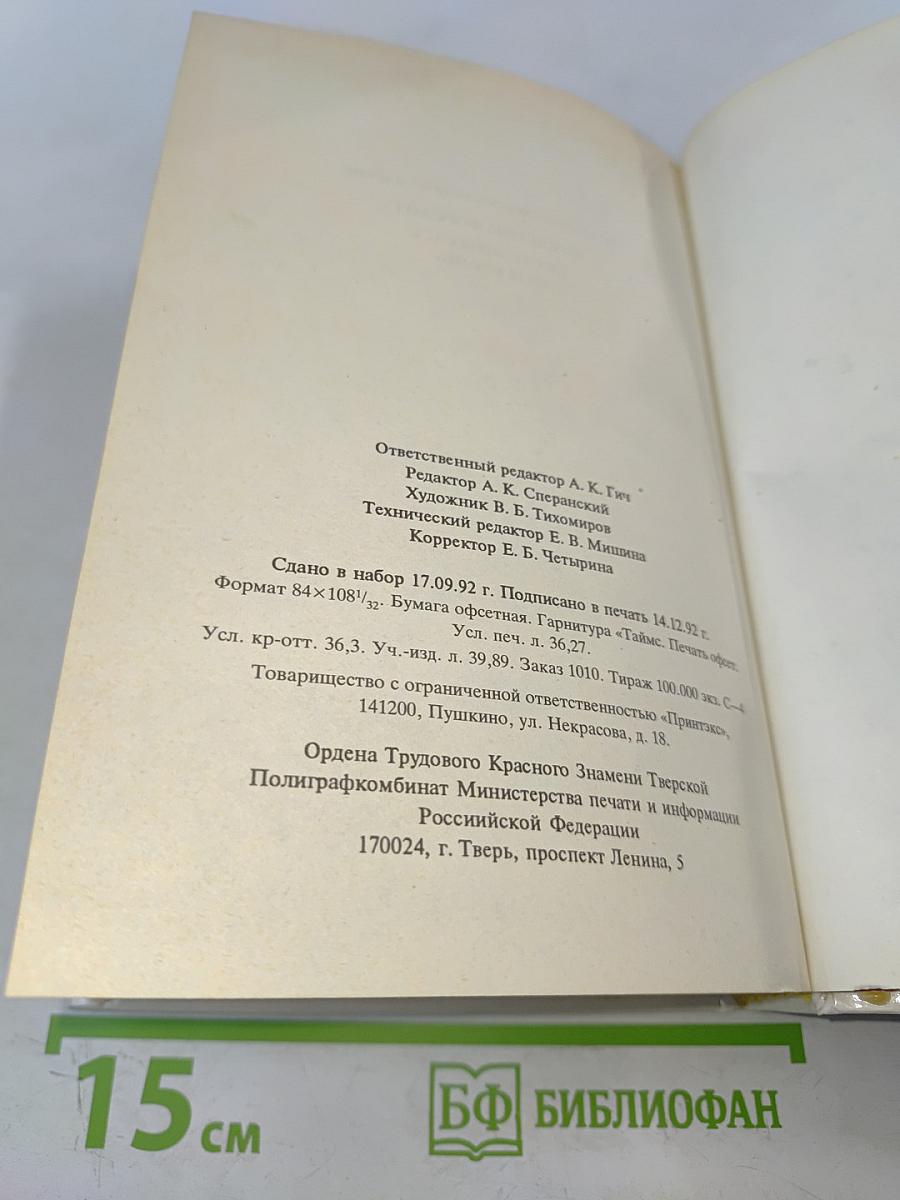 Ответственный редактор А. К. Гич
Редактор А. К. Сперанский
Художник В. Б. Тихомиров
Технический редактор Е. В. Мишина
Корректор Е. Б. Четырина
Сдано в набор 17.09.92 г. Подписано в печать 14.12.92 г.
Формат 84×108¹/₃₂. Бумага офсетная. Гарнитура «Таймс. Печать офсет.
Усл. печ. л. 36,27.
Усл. кр-отт. 36,3. Уч.-изд. л. 39,89. Заказ 1010. Тираж 100.000 экз. С—4
Товарищество с ограниченной ответственностью «Принтэкс»,
141200, Пушкино, ул. Некрасова, д. 18.
Ордена Трудового Красного Знамени Тверской
Полиграфкомбинат Министерства печати и информации
Россиийской Федерации
170024, г. Тверь, проспект Ленина, 5
15 см
БФ БИБЛИОФАН